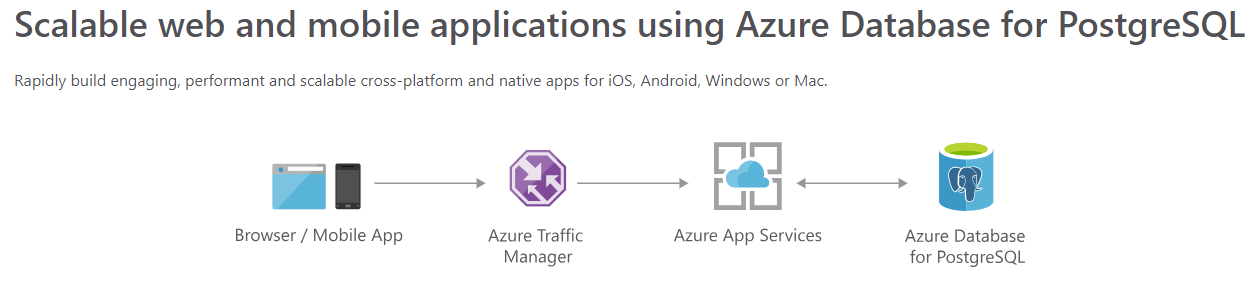 Scalable web and mobile applications using Azure Database for PostgreSQL
Rapidly build engaging, performant and scalable cross-platform and native apps for iOS, Android, Windows or Mac.
Browser / Mobile App
Azure Traffic
Manager
Azure App Services
Azure Database
for PostgreSQL